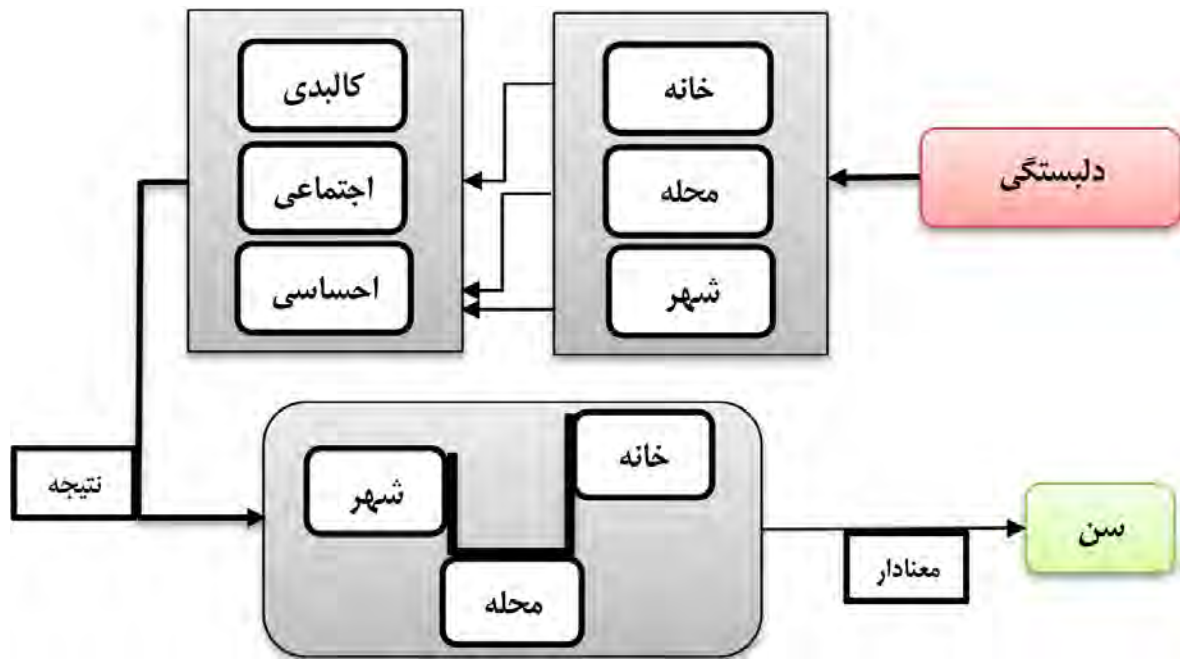 دلبستگی
خانه
محله
شهر
کالبدی
اجتماعی
احساسی
نتیجه
خانه
شهر
محله
معنادار
سن